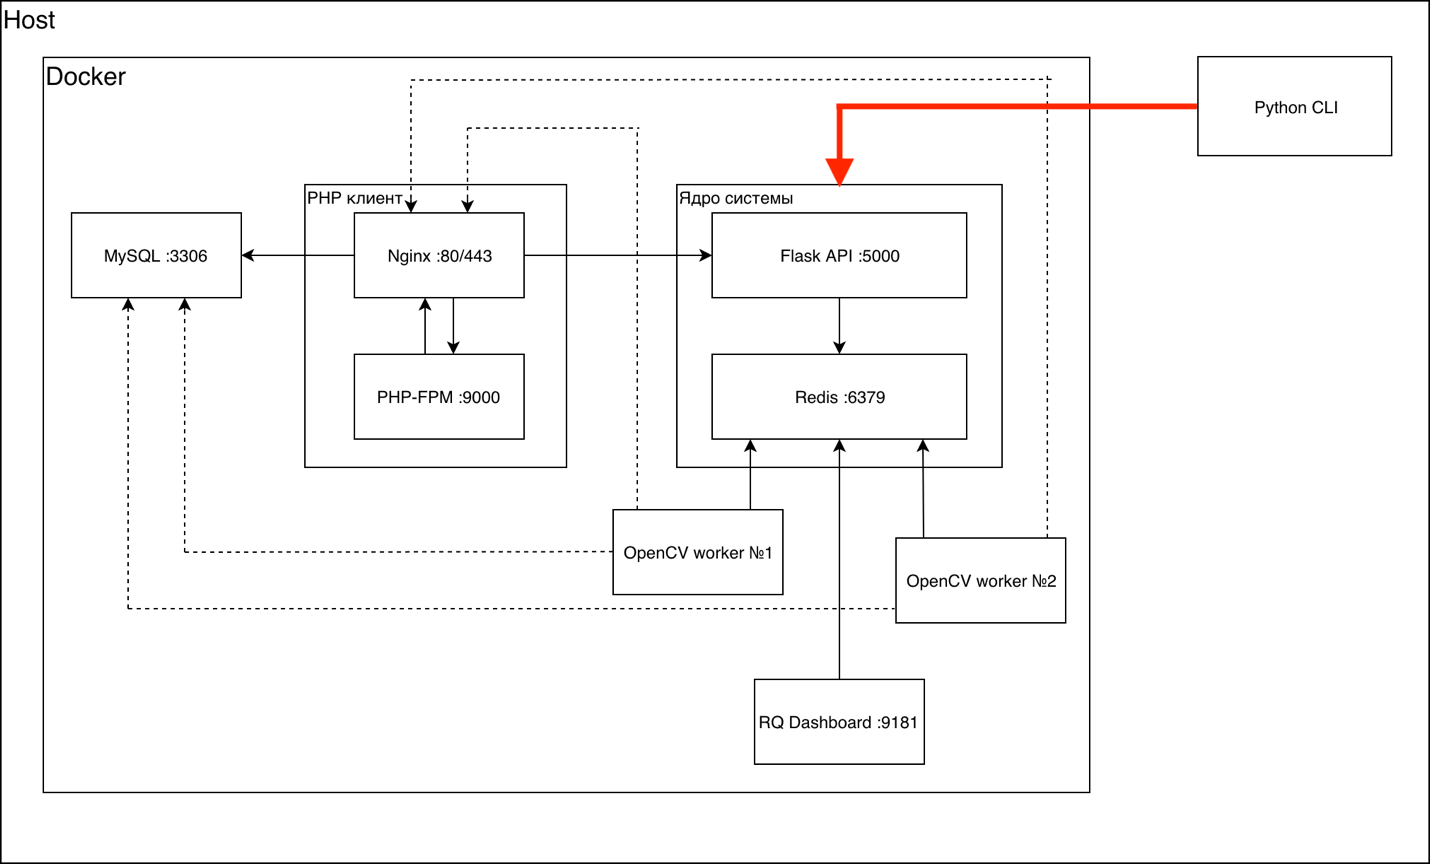 Host
Docker
Python CLI
PHP клиент
Ядро системы
MySQL :3306
Nginx :80/443
Flask API :5000
PHP-FPM :9000
Redis :6379
OpenCV worker №1
OpenCV worker №2
RQ Dashboard :9181